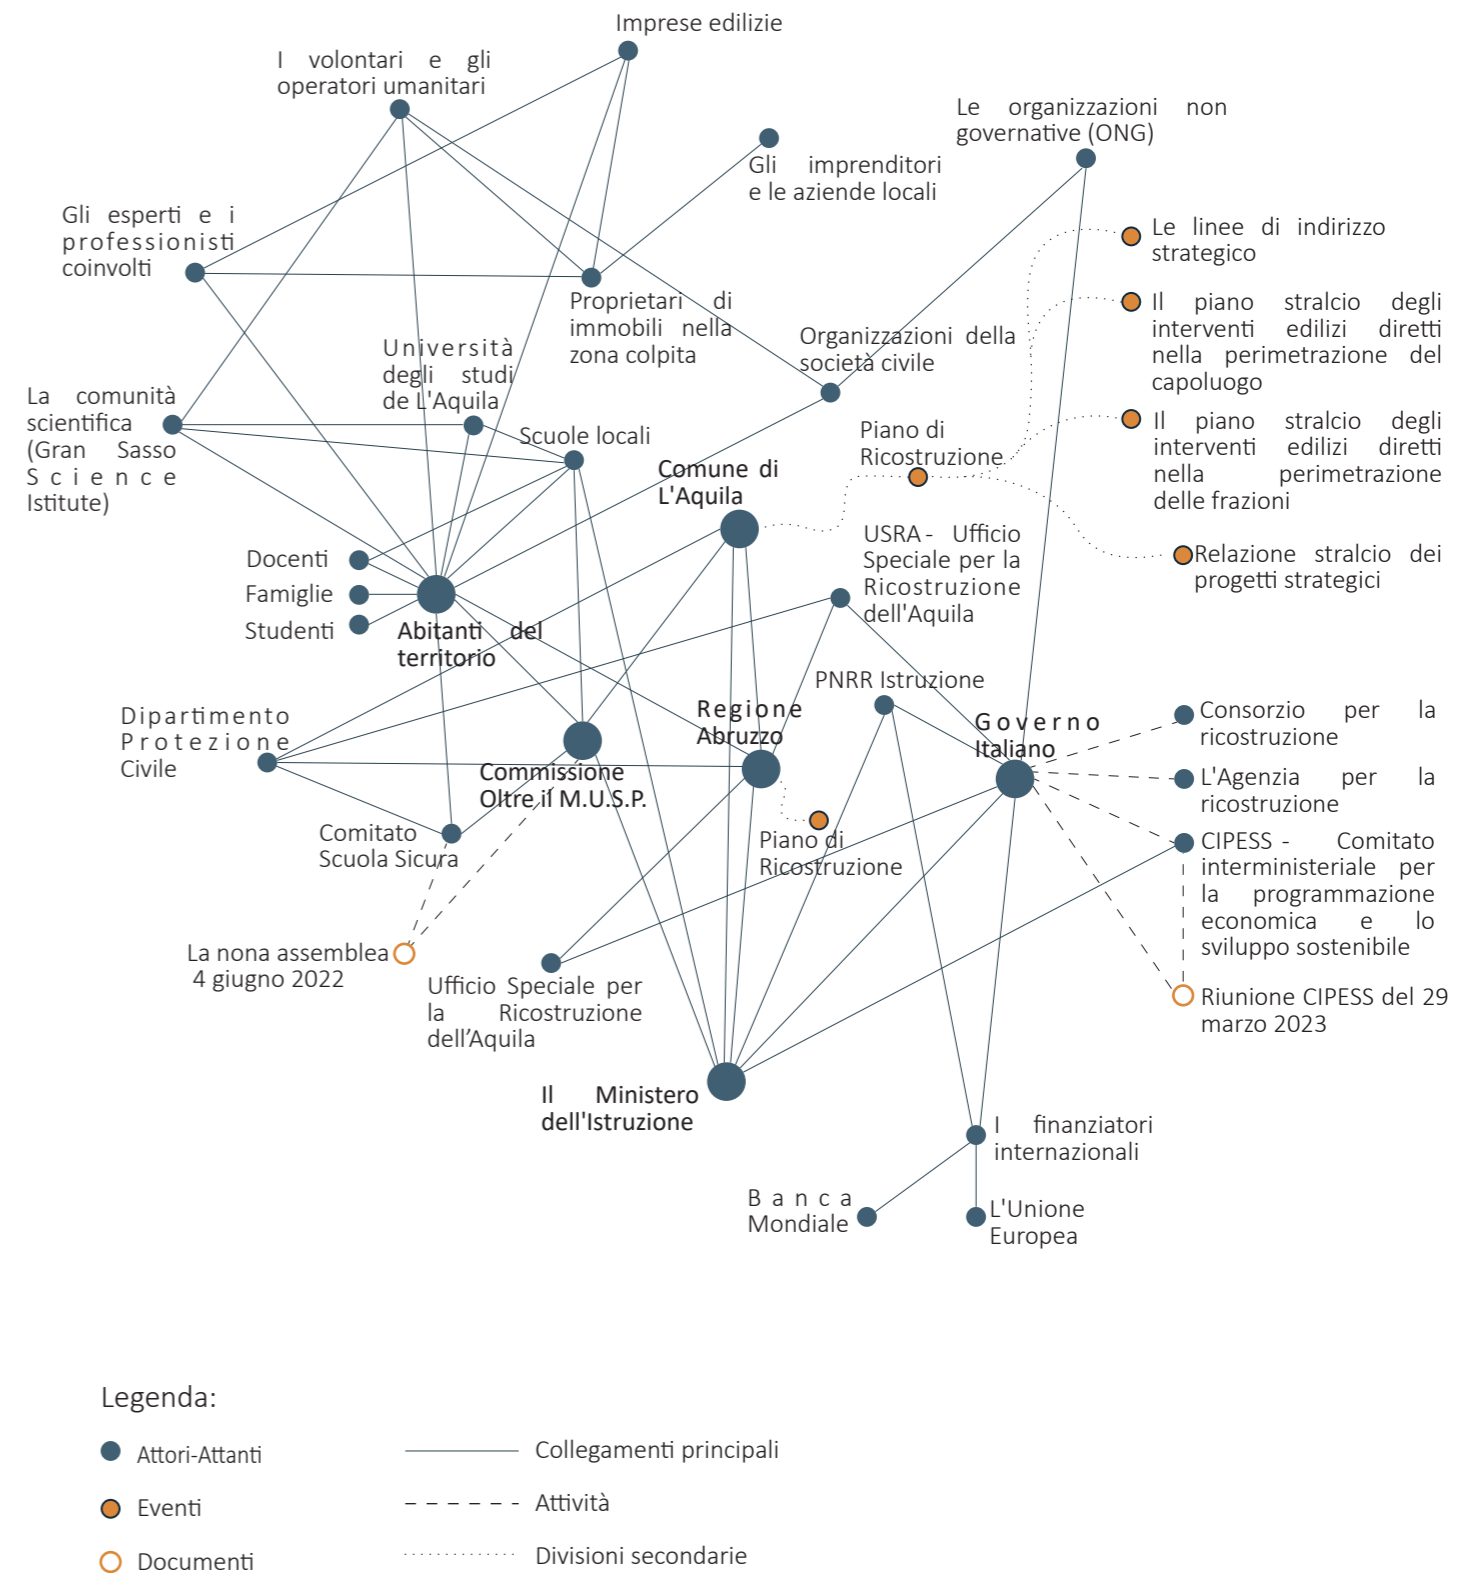 Imprese edilizie
I volontari e gli
operatori umanitari
Le organizzazioni non
governative (ONG)
Gli imprenditori
e le aziende locali
Gli esperti e i
professionisti
coinvolti
Le linee di indirizzo
strategico
Proprietari di
immobili nella
zona colpita
Il piano stralcio degli
interventi edilizi diretti
nella perimetrazione del
capoluogo
Organizzazioni della
società civile
Università
degli studi
de L'Aquila
La comunità
scientifica
(Gran Sasso
Science
Istitute)
Scuole locali
Piano di
Ricostruzione
Il piano stralcio degli
interventi edilizi diretti
nella perimetrazione
delle frazioni
Comune di
L'Aquila
USRA - Ufficio
Speciale per la
Ricostruzione
dell'Aquila
Relazione stralcio dei
progetti strategici
Docenti
Famiglie
Studenti
Abitanti del
territorio
PNRR Istruzione
Dipartimento
Protezione
Civile
Regione
Abruzzo
Governo
Italiano
Consorzio per la
ricostruzione
Commissione
Oltre il M.U.S.P.
L'Agenzia per la
ricostruzione
Comitato
Scuola Sicura
Piano di
Ricostruzione
CIPESS - Comitato
interministeriale per
la programmazione
economica e lo
sviluppo sostenibile
La nona assemblea
4 giugno 2022
Ufficio Speciale per
la Ricostruzione
dell’Aquila
Riunione CIPESS del 29
marzo 2023
Il Ministero
dell'Istruzione
I finanziatori
internazionali
Banca
Mondiale
L'Unione
Europea
Legenda:
Attori-Attanti
Collegamenti principali
Eventi
Attività
Documenti
Divisioni secondarie